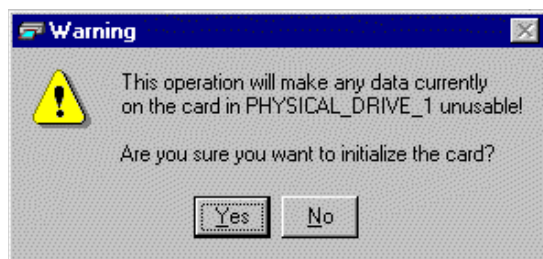 Warning
This operation will make any data currently
on the card in PHYSICAL_DRIVE_1 unusable!
Are you sure you want to initialize the card?
Yes No